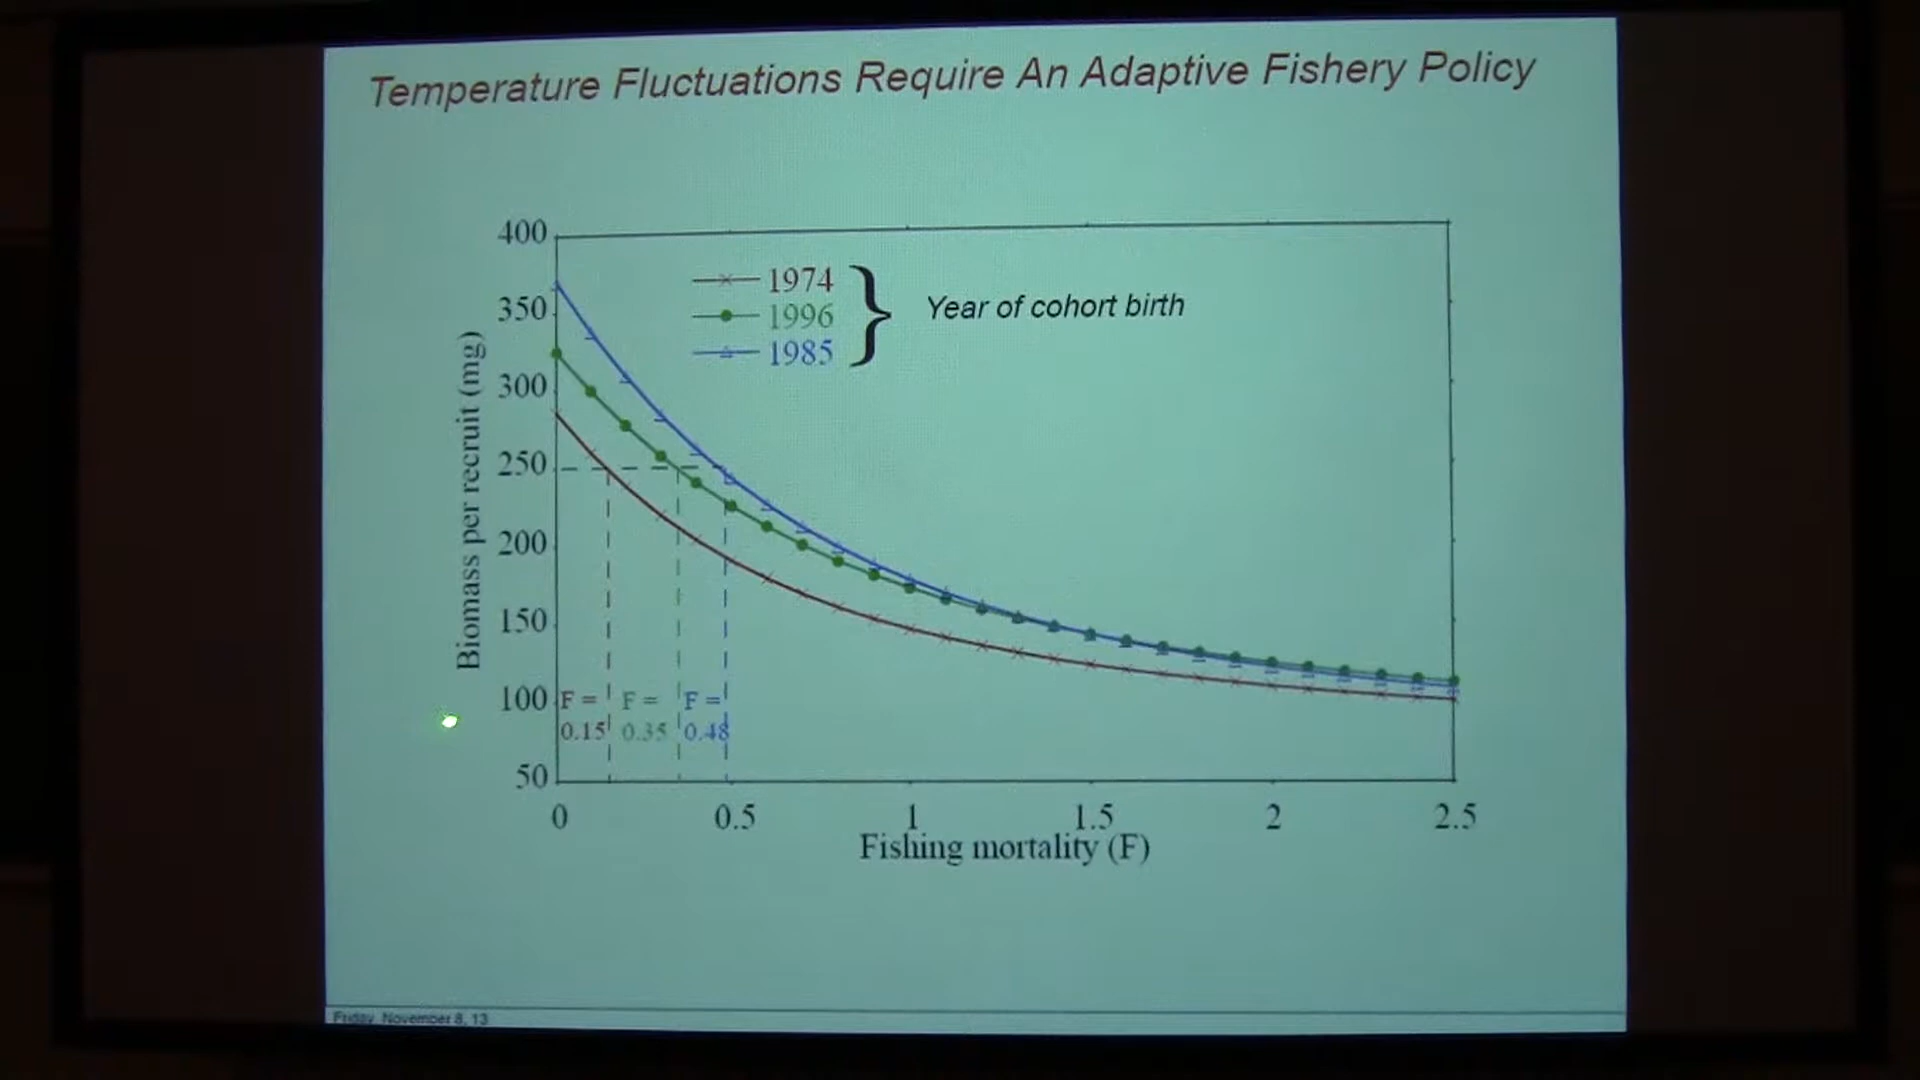 Temperature Fluctuations Require An Adaptive Fishery Policy
400
350
300
250
200
150
100
50
Biomass per recruit (mg)
1974
1996
1985
}
Year of cohort birth
F = F = F =
0.15 0.35 0.48
0 0.5 1 1.5 2 2.5
Fishing mortality (F)
Friday, November 8, 13